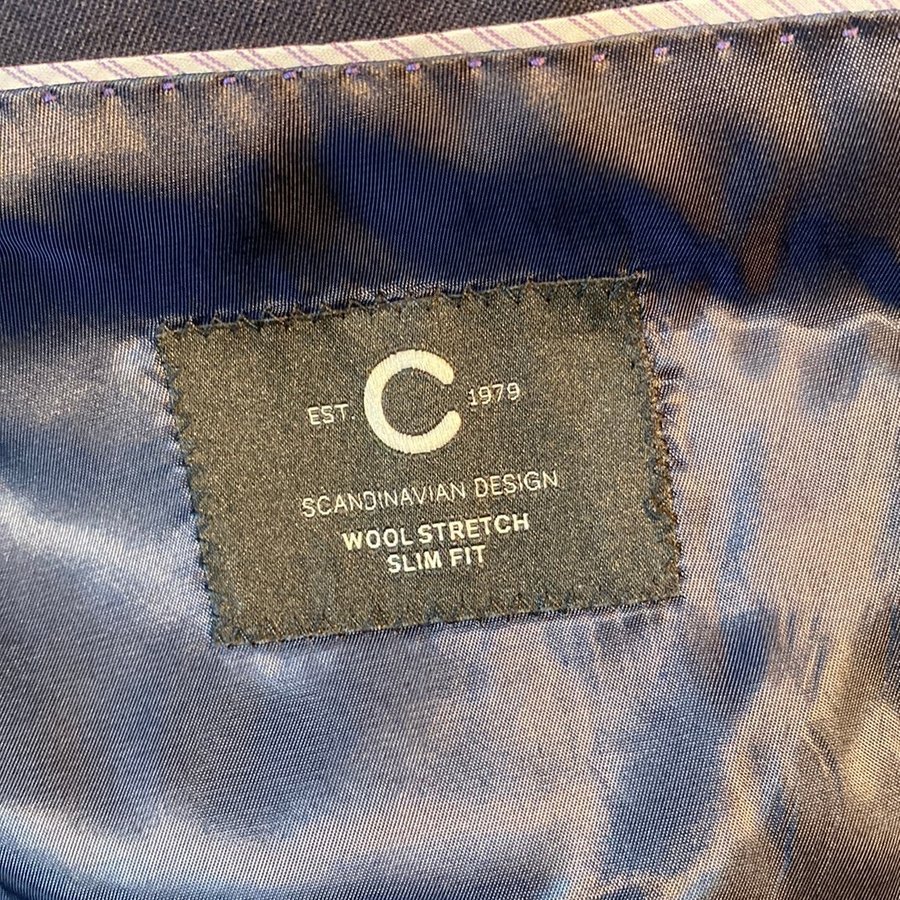 EST. C 1979
SCANDINAVIAN DESIGN
WOOL STRETCH
SLIM FIT